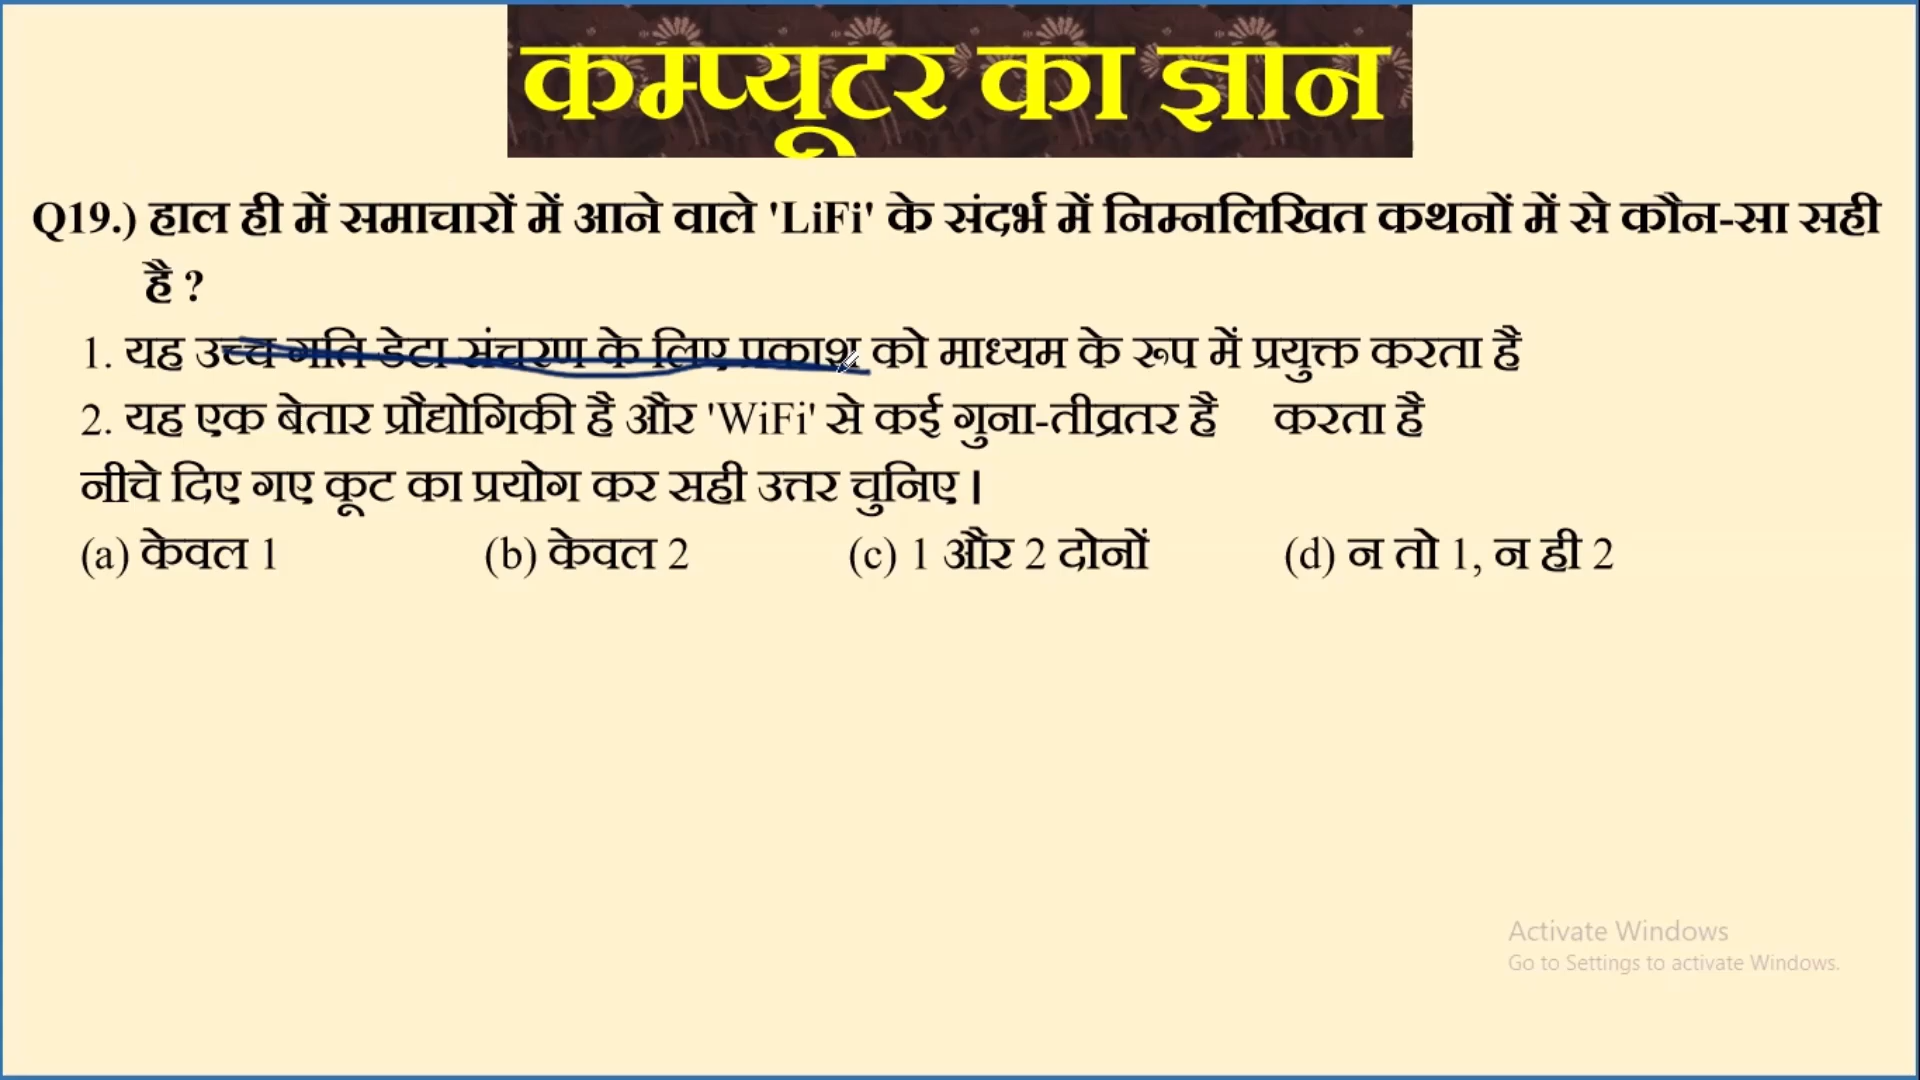 कम्प्यूटर का ज्ञान
Q19.) हाल ही में समाचारों में आने वाले 'LiFi' के संदर्भ में निम्नलिखित कथनों में से कौन-सा सही
है ?
1. यह उच्च गति डेटा संचरण के लिए प्रकाश को माध्यम के रूप में प्रयुक्त करता है
2. यह एक बेतार प्रौद्योगिकी है और 'WiFi' से कई गुना-तीव्रतर है करता है
नीचे दिए गए कूट का प्रयोग कर सही उत्तर चुनिए ।
(a) केवल 1 (b) केवल 2 (c) 1 और 2 दोनों (d) न तो 1, न ही 2
Activate Windows
Go to Settings to activate Windows.